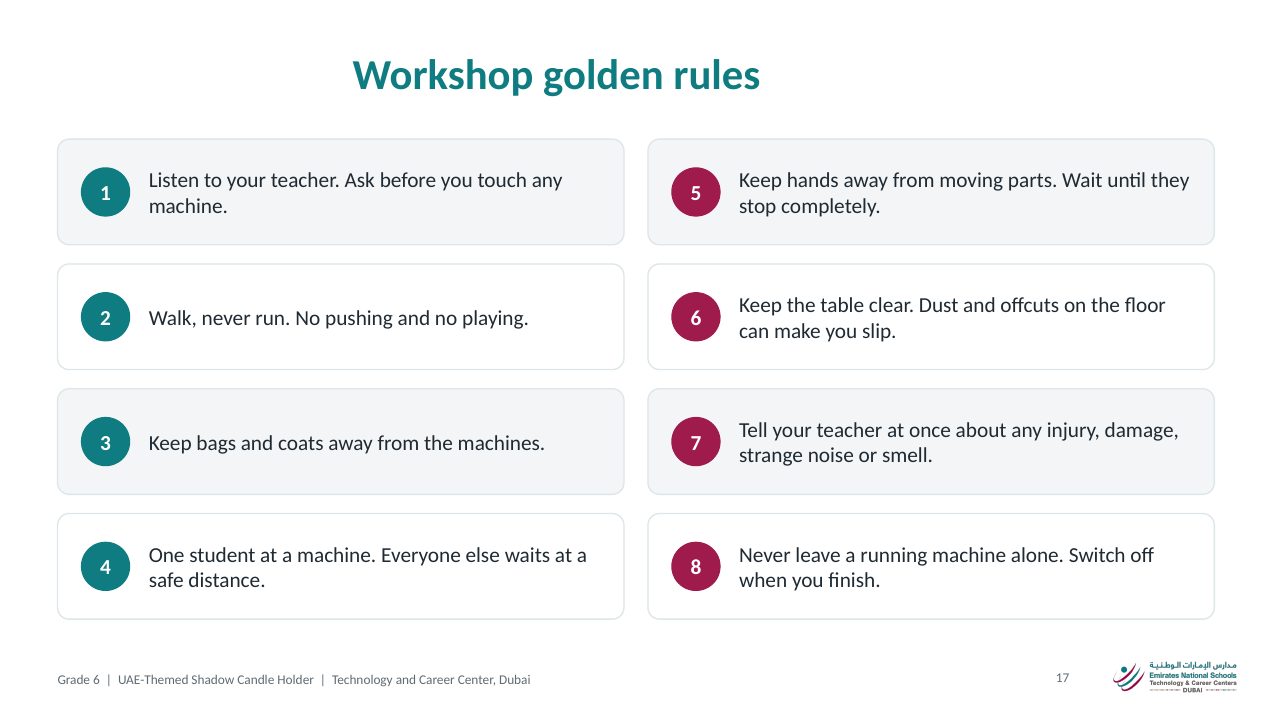 Workshop golden rules
1
Listen to your teacher. Ask before you touch any
machine.
2
Walk, never run. No pushing and no playing.
3
Keep bags and coats away from the machines.
4
One student at a machine. Everyone else waits at a
safe distance.
5
Keep hands away from moving parts. Wait until they
stop completely.
6
Keep the table clear. Dust and offcuts on the floor
can make you slip.
7
Tell your teacher at once about any injury, damage,
strange noise or smell.
8
Never leave a running machine alone. Switch off
when you finish.
Grade 6 | UAE-Themed Shadow Candle Holder | Technology and Career Center, Dubai
17
مدارس الإمارات الوطنية
Emirates National Schools
Technology & Career Centers
DUBAI